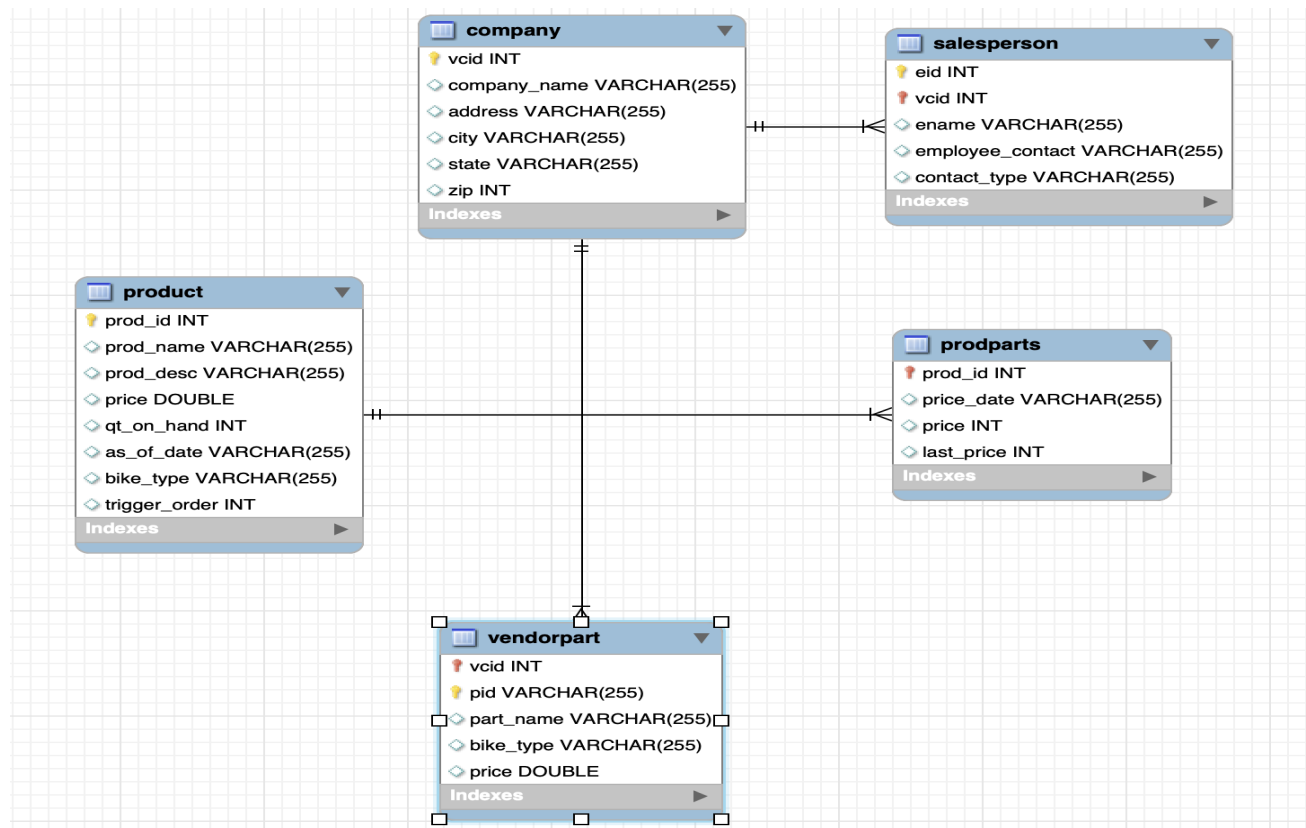 company
vcid INT
company_name VARCHAR(255)
address VARCHAR(255)
city VARCHAR(255)
state VARCHAR(255)
zip INT
Indexes
salesperson
eid INT
vcid INT
ename VARCHAR(255)
employee_contact VARCHAR(255)
contact_type VARCHAR(255)
Indexes
product
prod_id INT
prod_name VARCHAR(255)
prod_desc VARCHAR(255)
price DOUBLE
qt_on_hand INT
as_of_date VARCHAR(255)
bike_type VARCHAR(255)
trigger_order INT
Indexes
prodparts
prod_id INT
price_date VARCHAR(255)
price INT
last_price INT
Indexes
vendorpart
vcid INT
pid VARCHAR(255)
part_name VARCHAR(255)
bike_type VARCHAR(255)
price DOUBLE
Indexes